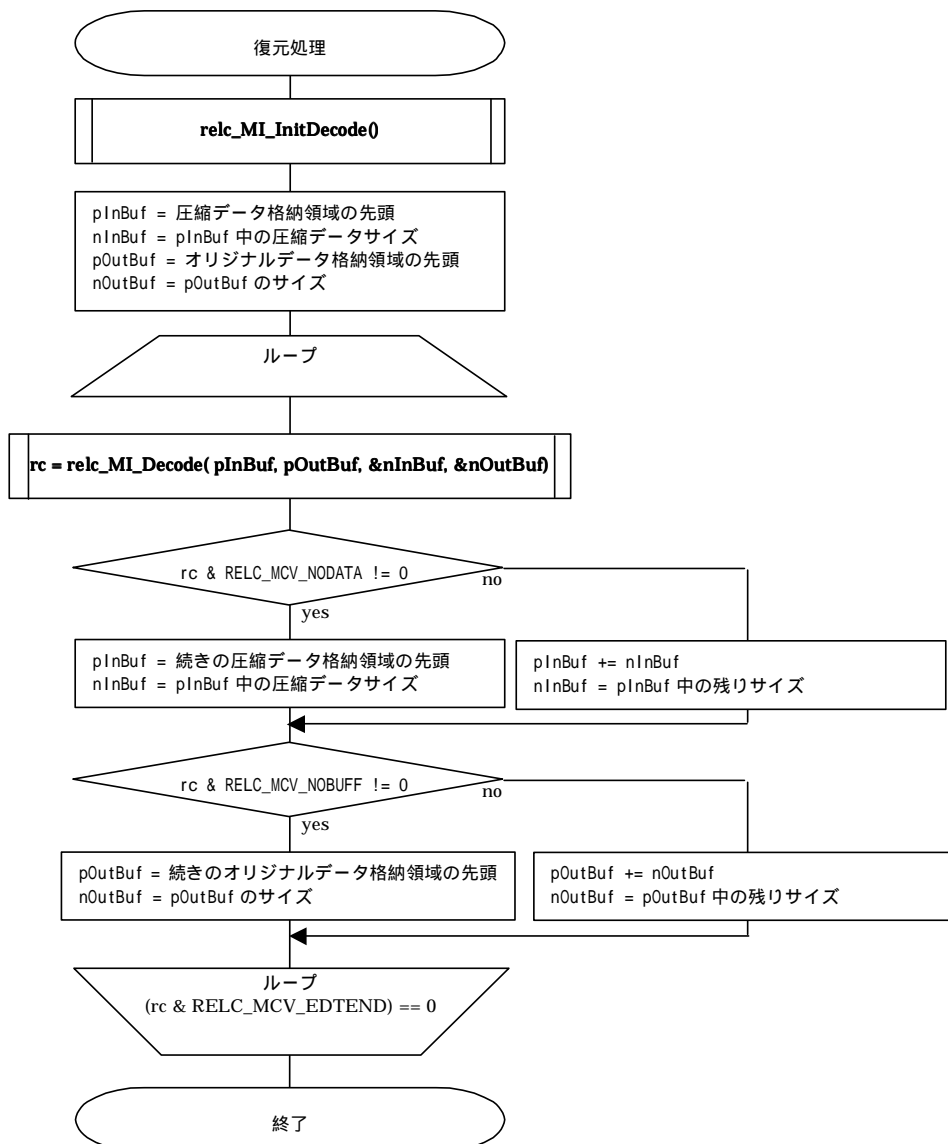 復元処理
relc_MI_InitDecode()
pInBuf = 圧縮データ格納領域の先頭
nInBuf = pInBuf 中の圧縮データサイズ
pOutBuf = オリジナルデータ格納領域の先頭
nOutBuf = pOutBuf のサイズ
ループ
rc = relc_MI_Decode( pInBuf, pOutBuf, &nInBuf, &nOutBuf)
rc & RELC_MCV_NODATA != 0
no
yes
pInBuf = 続きの圧縮データ格納領域の先頭
nInBuf = pInBuf 中の圧縮データサイズ
pInBuf += nInBuf
nInBuf = pInBuf 中の残りサイズ
rc & RELC_MCV_NOBUFF != 0
no
yes
pOutBuf = 続きのオリジナルデータ格納領域の先頭
nOutBuf = pOutBuf のサイズ
pOutBuf += nOutBuf
nOutBuf = pOutBuf 中の残りサイズ
ループ
(rc & RELC_MCV_EDTEND) == 0
終了